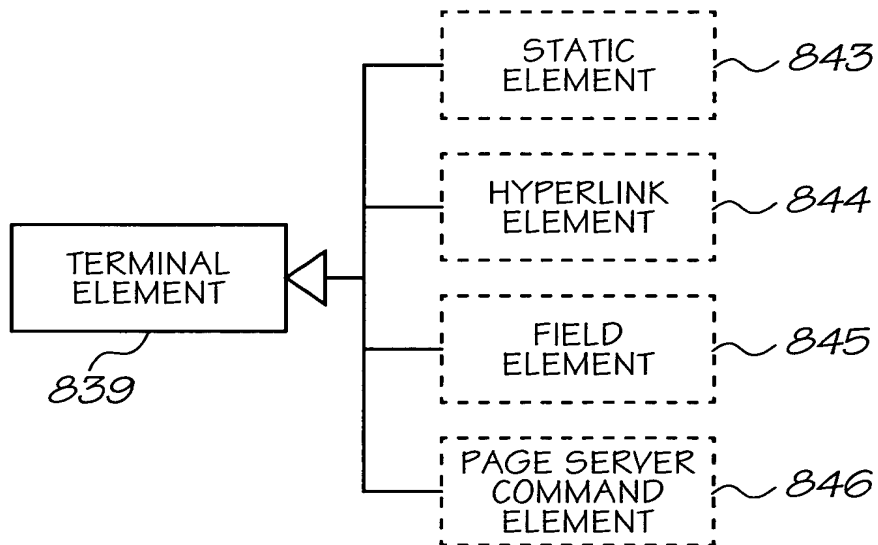 STATIC
ELEMENT
843
HYPERLINK
ELEMENT
844
TERMINAL
ELEMENT
839
FIELD
ELEMENT
845
PAGE SERVER
COMMAND
ELEMENT
846